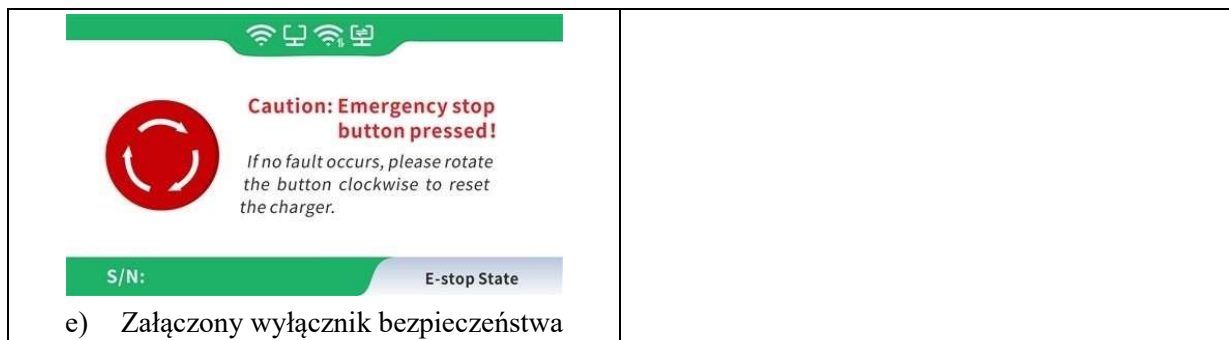 Caution: Emergency stop
button pressed!
If no fault occurs, please rotate
the button clockwise to reset
the charger.
S/N:
E-stop State
e) Załączony wyłącznik bezpieczeństwa